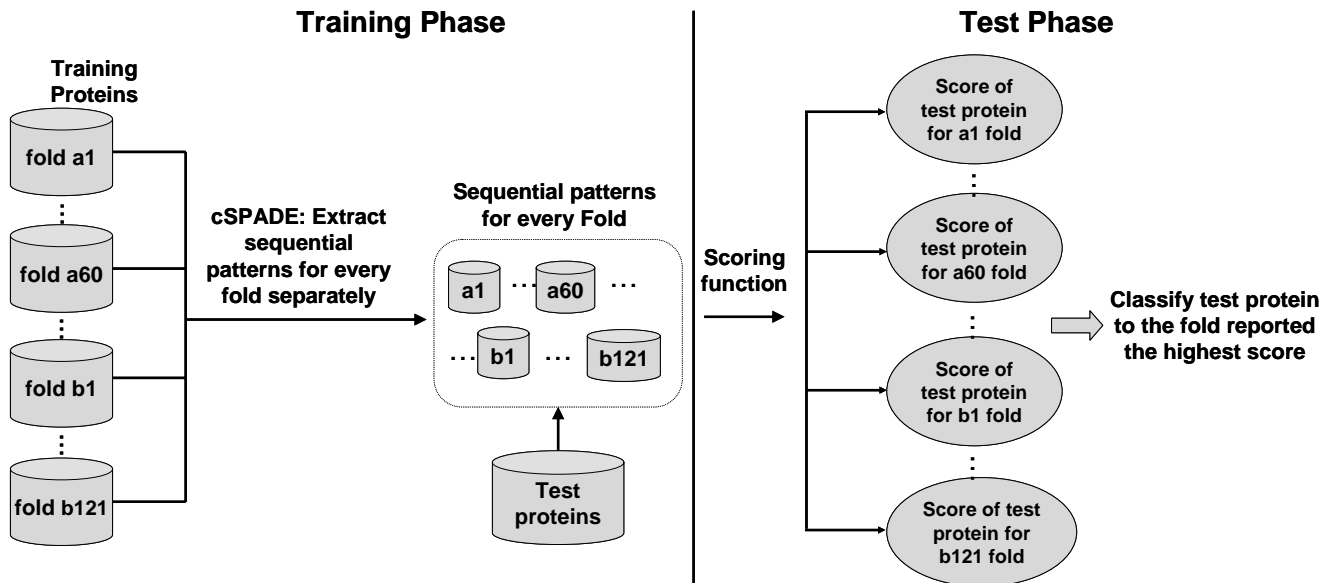 Training Phase
Training
Proteins
fold a1
fold a60
fold b1
fold b121
cSPADE: Extract
sequential
patterns for every
fold separately
Sequential patterns
for every Fold
a1
...
a60
...
...
b1
...
b121
Test
proteins
Test Phase
Scoring
function
Score of
test protein
for a1 fold
Score of
test protein
for a60 fold
Score of
test protein
for b1 fold
Score of test
protein for
b121 fold
Classify test protein
to the fold reported
the highest score